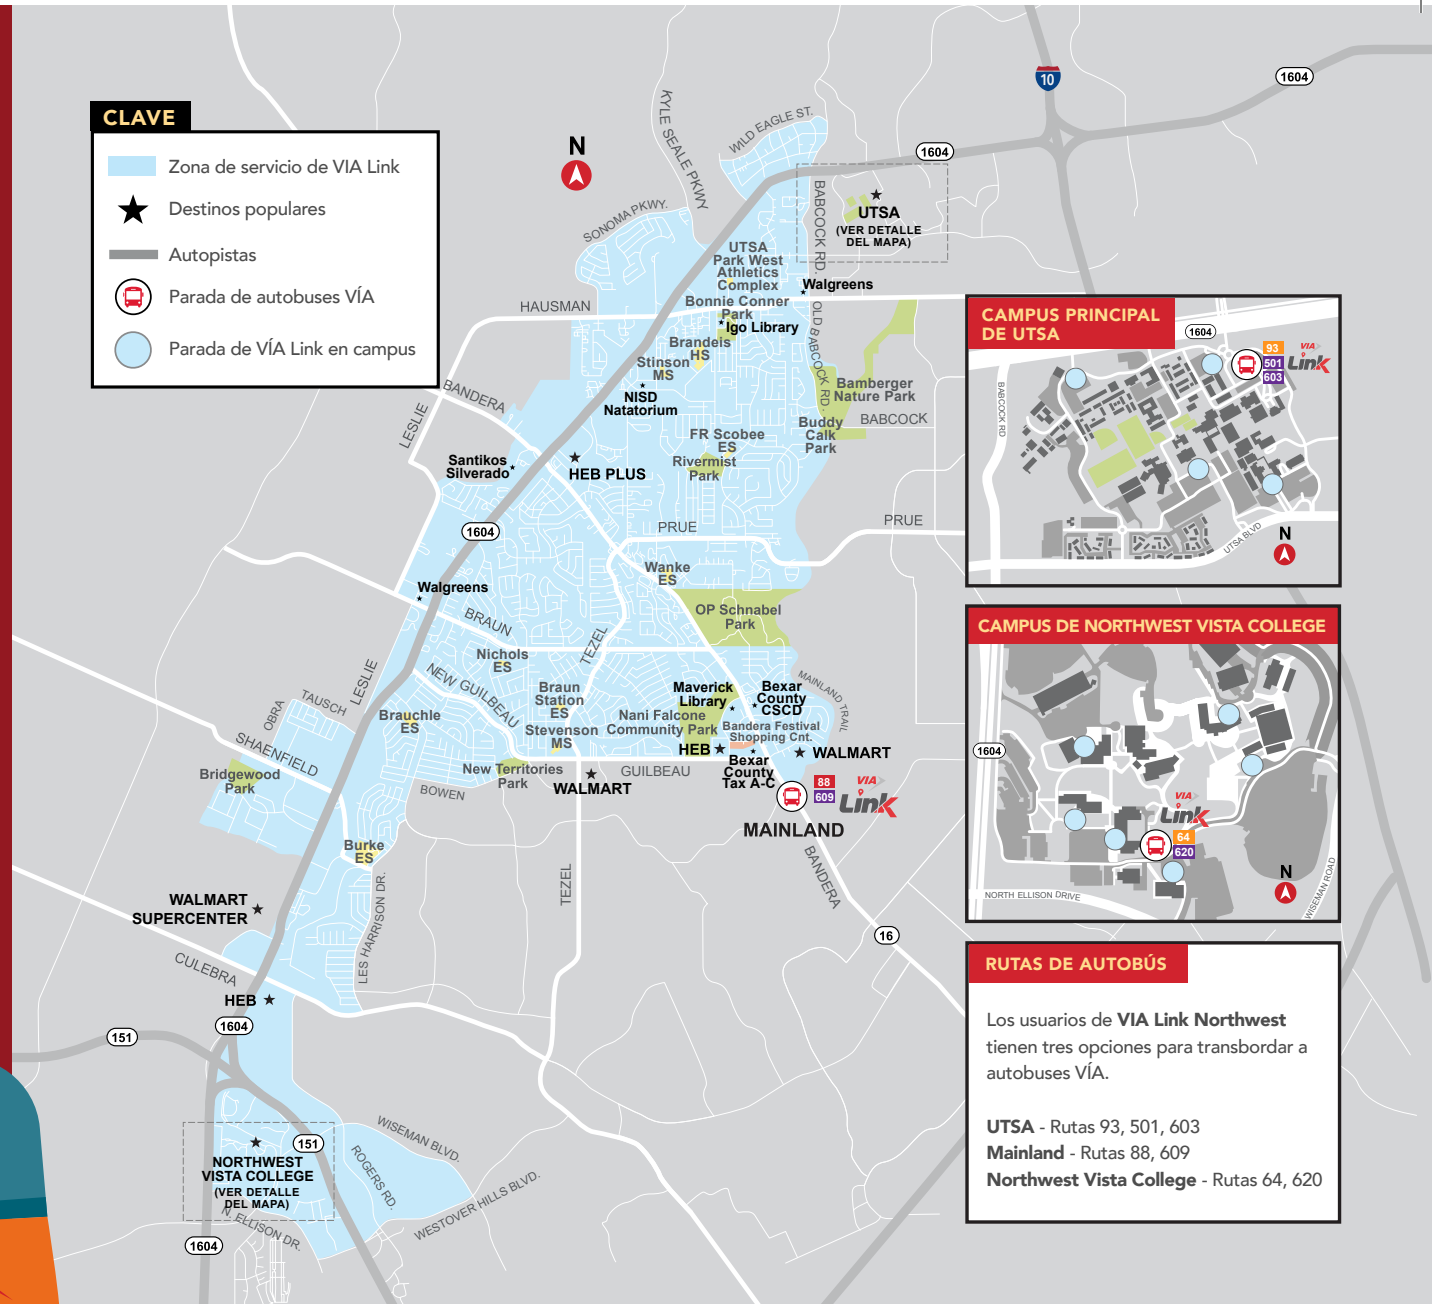 CLAVE
Zona de servicio de VIA Link
Destinos populares
Autopistas
Parada de autobuses VÍA
Parada de VÍA Link en campus
N
10
1604
1604
KYLE SEALE PKWY
WILD EAGLE ST.
SONOMA PKWY.
BABCOCK RD.
UTSA
(VER DETALLE
DEL MAPA)
UTSA
Park West
Athletics
Complex
Walgreens
HAUSMAN
Bonnie Conner
Park
Igo Library
OLD BABCOCK RD.
Brandeis
HS
Stinson
MS
NISD
Natatorium
Bamberger
Nature Park
BABCOCK
BANDERA
LESLIE
Buddy
Calk
Park
FR Scobee
ES
Rivermist
Park
Santikos
Silverado
HEB PLUS
1604
PRUE
PRUE
Wanke
ES
Walgreens
OP Schnabel
Park
BRAUN
TEZEL
Nichols
ES
NEW GUILBEAU
LESLIE
TAUSCH
OBRA
SHAENFIELD
Brauchle
ES
Braun
Station
ES
Stevenson
MS
Nani Falcone
Community Park
Maverick
Library
Bexar
County
CSCD
MAINLAND TRAIL
Bandera Festival
Shopping Cnt.
HEB
WALMART
Bexar
County
Tax A-C
Bridgewood
Park
New Territories
Park
GUILBEAU
WALMART
BOWEN
88
609
VIA
Link
MAINLAND
Burke
ES
BANDERA
TEZEL
LES HARRISON DR.
WALMART
SUPERCENTER
16
CULEBRA
HEB
1604
151
WISEMAN BLVD.
151
ROGERS RD.
NORTHWEST
VISTA COLLEGE
(VER DETALLE
DEL MAPA)
WESTOVER HILLS BLVD.
N. ELLISON DR.
1604
CAMPUS PRINCIPAL
DE UTSA
1604
93
501
603
VIA
Link
BABCOCK RD
UTSA BLVD
N
CAMPUS DE NORTHWEST VISTA COLLEGE
1604
VIA
Link
64
620
NORTH ELLISON DRIVE
WISEMAN ROAD
N
RUTAS DE AUTOBÚS
Los usuarios de VIA Link Northwest
tienen tres opciones para transbordar a
autobuses VÍA.
UTSA - Rutas 93, 501, 603
Mainland - Rutas 88, 609
Northwest Vista College - Rutas 64, 620